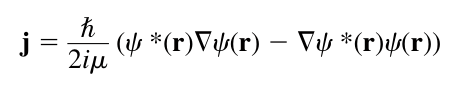 j = ℏ/2iμ (ψ *(r)∇ψ(r) − ∇ψ *(r)ψ(r))